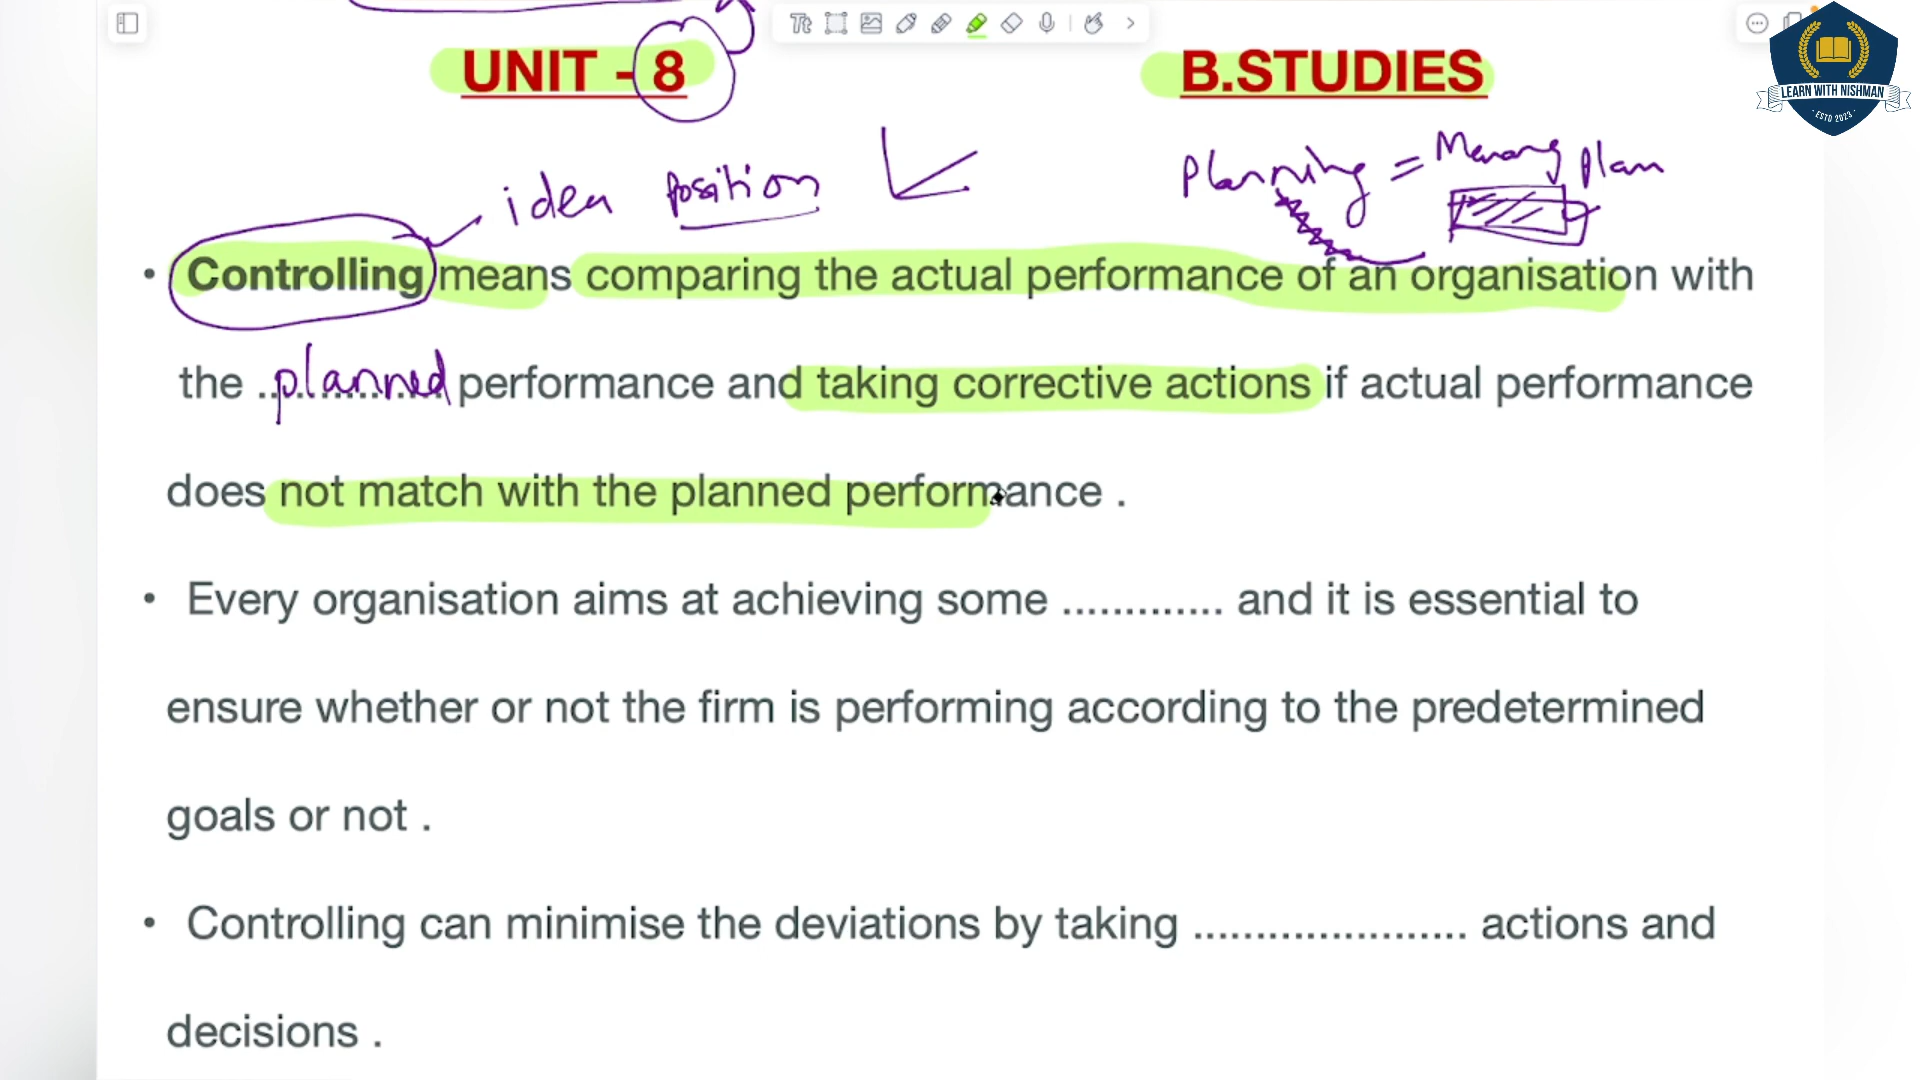 UNIT - 8 B.STUDIES
LEARN WITH NISHMAN
· ESTD 2023 ·
idea position Planning = plan
• Controlling means comparing the actual performance of an organisation with
the ..planned performance and taking corrective actions if actual performance
does not match with the planned performance .
• Every organisation aims at achieving some ............. and it is essential to
ensure whether or not the firm is performing according to the predetermined
goals or not .
• Controlling can minimise the deviations by taking ...................... actions and
decisions .